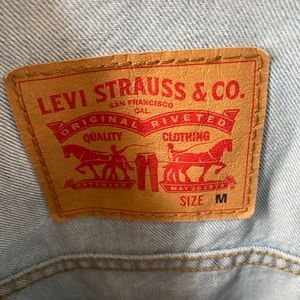 LEVI STRAUSS & CO.
SAN FRANCISCO
CAL.
ORIGINAL RIVETED
QUALITY CLOTHING
PATENTED MAY 20 1873
SIZE M